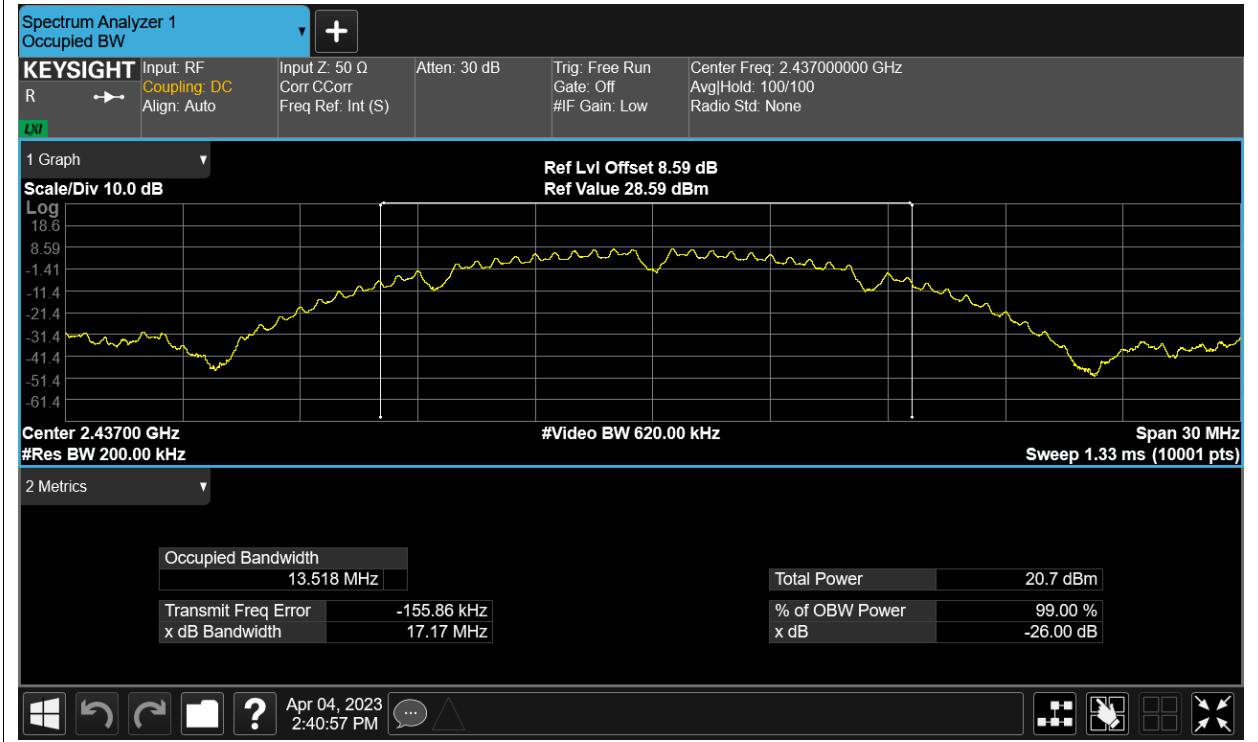 Spectrum Analyzer 1
Occupied BW
KEYSIGHT
R
LXI
Input: RF
Coupling: DC
Align: Auto
Input Z: 50 Ω
Corr CCorr
Freq Ref: Int (S)
Atten: 30 dB
Trig: Free Run
Gate: Off
#IF Gain: Low
Center Freq: 2.437000000 GHz
Avg|Hold: 100/100
Radio Std: None
1 Graph
Scale/Div 10.0 dB
Ref Lvl Offset 8.59 dB
Ref Value 28.59 dBm
Log
18.6
8.59
-1.41
-11.4
-21.4
-31.4
-41.4
-51.4
-61.4
Center 2.43700 GHz
#Video BW 620.00 kHz
Span 30 MHz
#Res BW 200.00 kHz
Sweep 1.33 ms (10001 pts)
2 Metrics
Occupied Bandwidth
13.518 MHz
Total Power 20.7 dBm
Transmit Freq Error -155.86 kHz
% of OBW Power 99.00 %
x dB Bandwidth 17.17 MHz
x dB -26.00 dB
?
Apr 04, 2023
2:40:57 PM